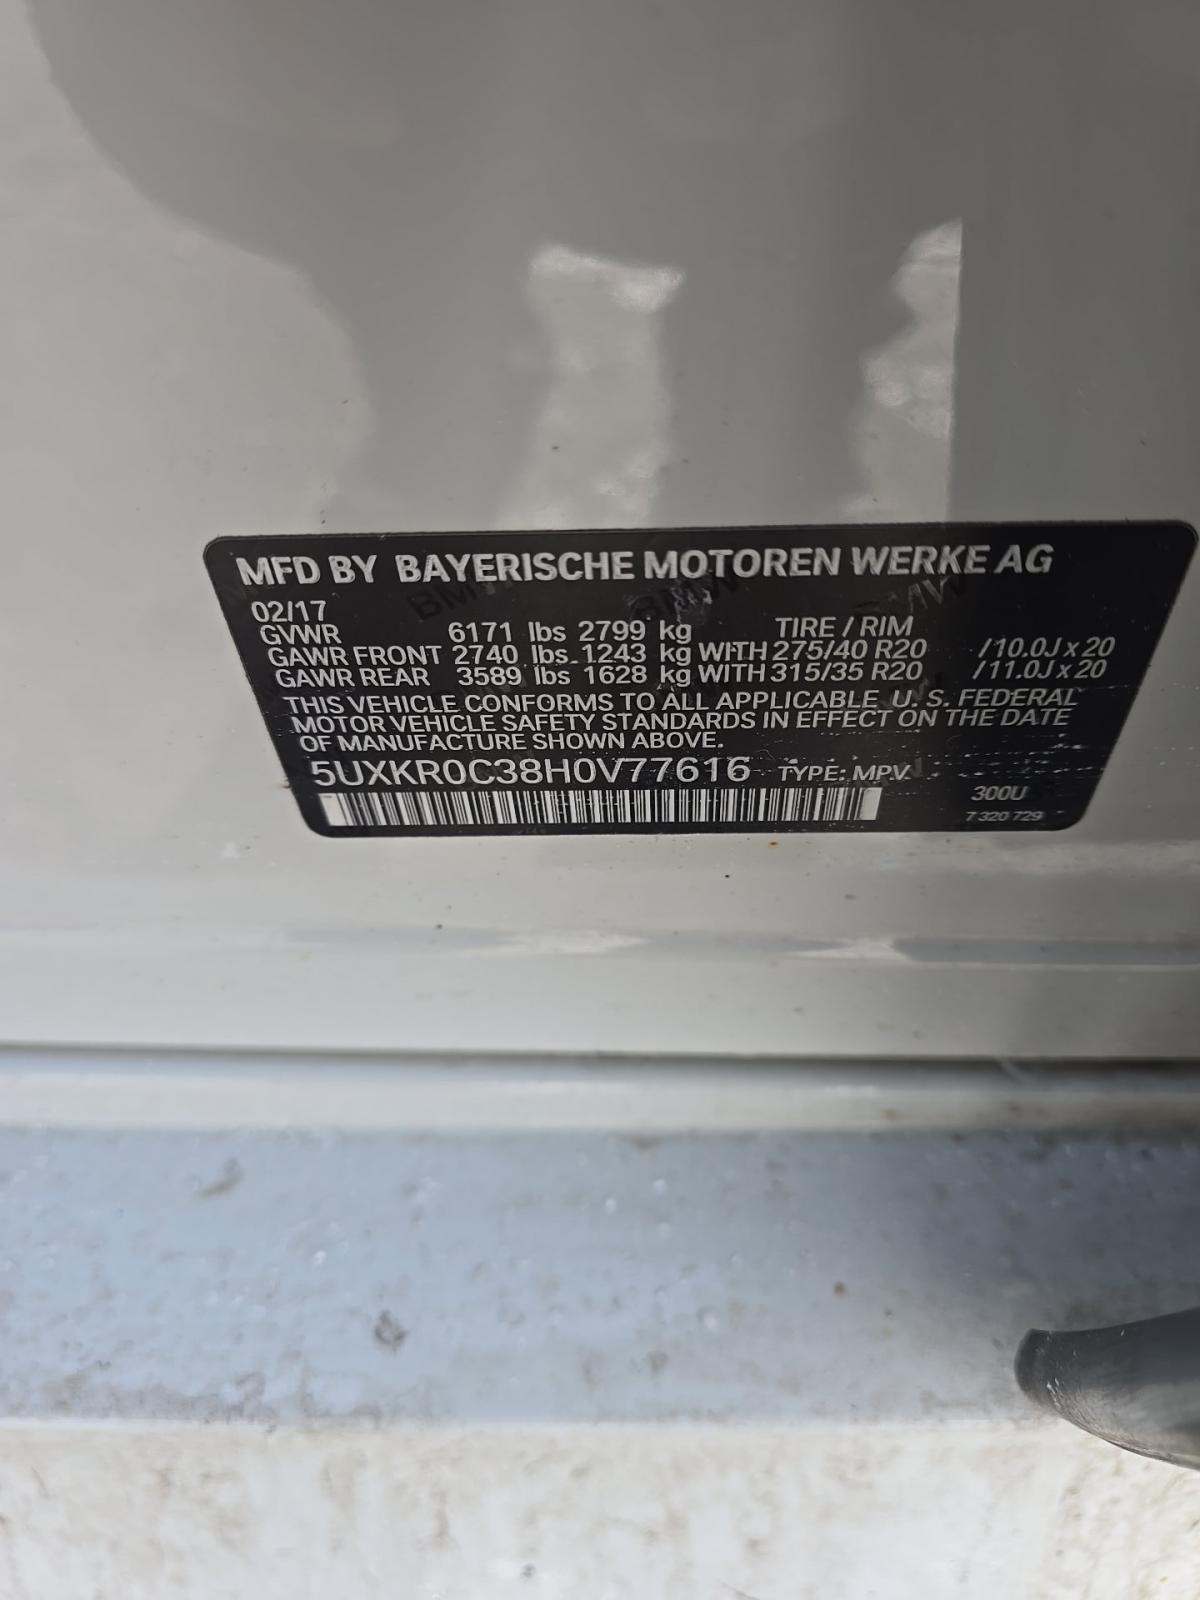 MFD BY BAYERISCHE MOTOREN WERKE AG
02/17
GVWR 6171 lbs 2799 kg TIRE / RIM
GAWR FRONT 2740 lbs 1243 kg WITH 275/40 R20 /10.0J x 20
GAWR REAR 3589 lbs 1628 kg WITH 315/35 R20 /11.0J x 20
THIS VEHICLE CONFORMS TO ALL APPLICABLE U. S. FEDERAL
MOTOR VEHICLE SAFETY STANDARDS IN EFFECT ON THE DATE
OF MANUFACTURE SHOWN ABOVE.
5UXKR0C38H0V77616 TYPE: MPV
300U
7 320 729